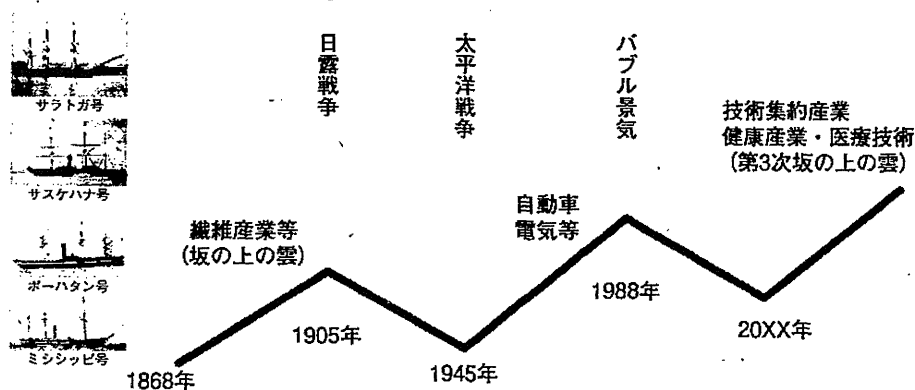 サラトガ号
サスケハナ号
ポーハタン号
ミシシッピ号
日露戦争
太平洋戦争
バブル景気
繊維産業等
(坂の上の雲)
自動車
電気等
技術集約産業
健康産業・医療技術
(第3次坂の上の雲)
1868年
1905年
1945年
1988年
20XX年